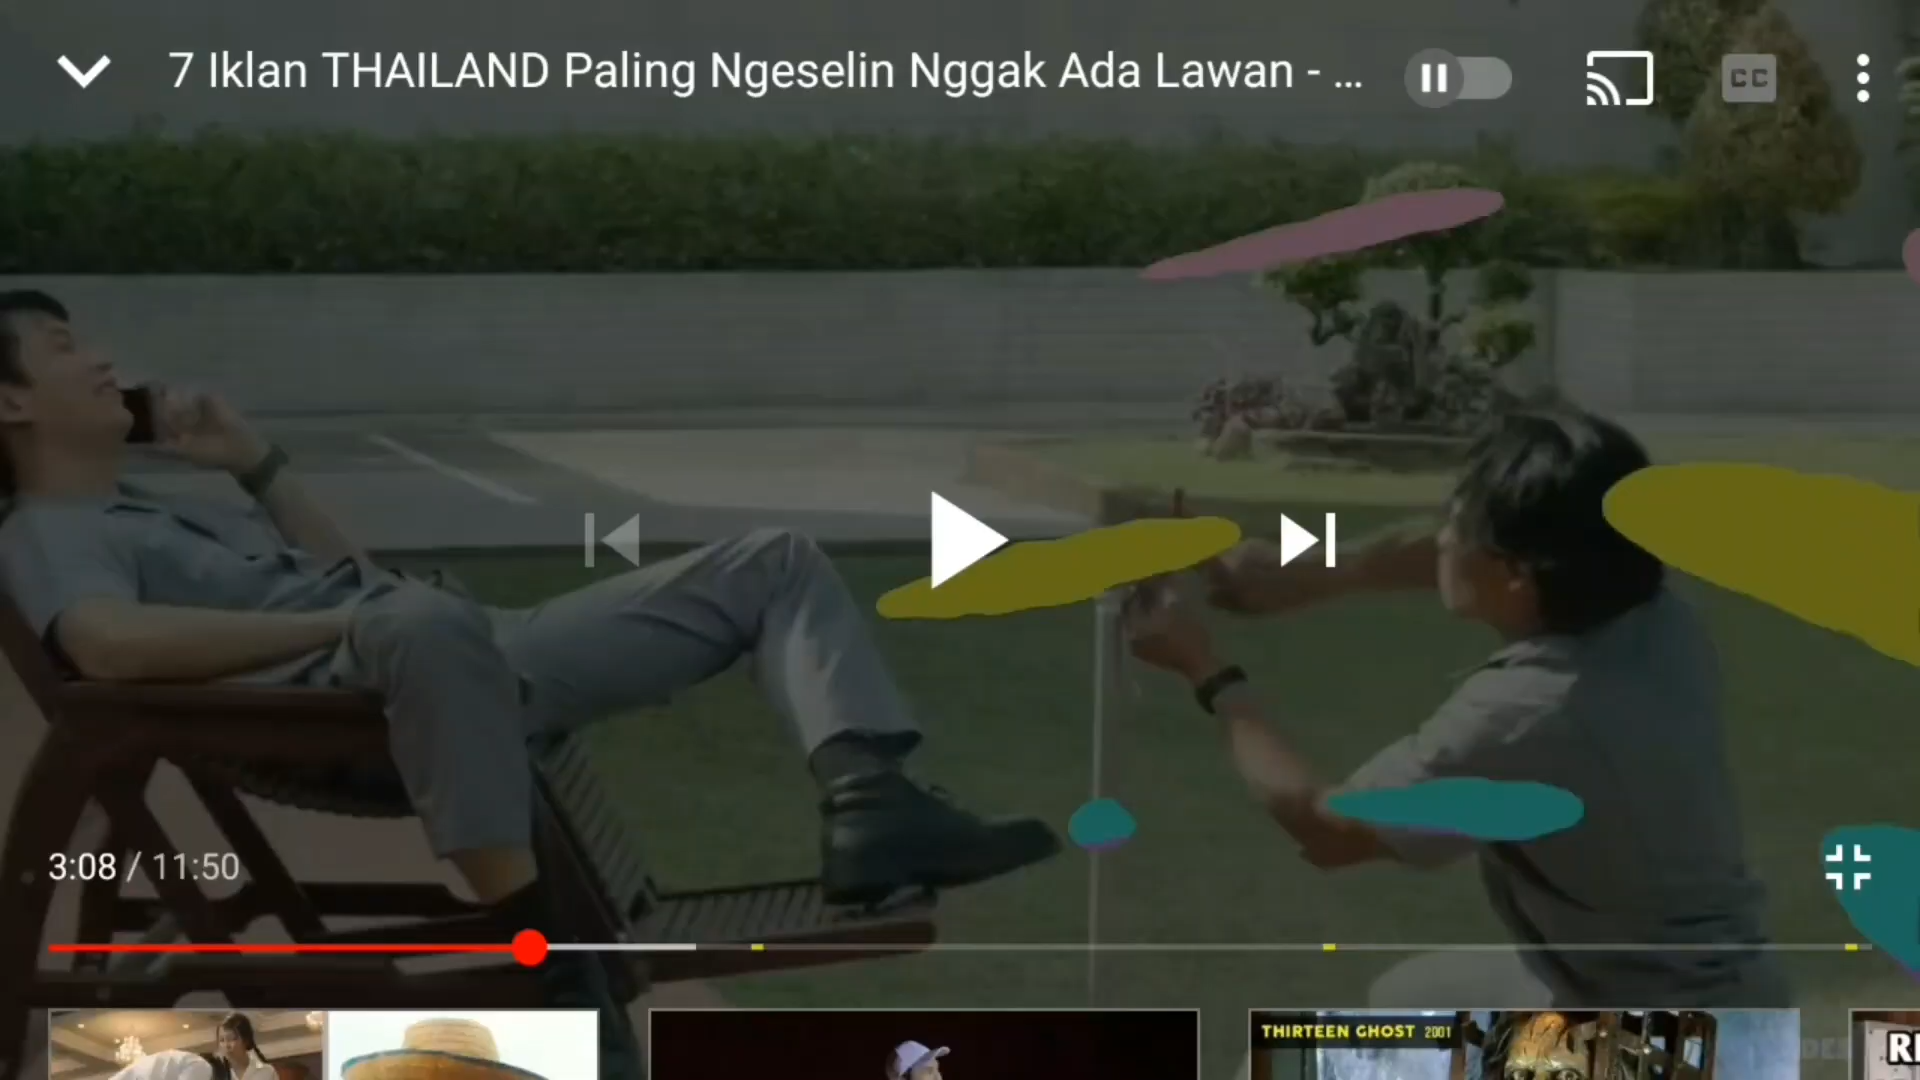 7 Iklan THAILAND Paling Ngeselin Nggak Ada Lawan - ...
CC
3:08 / 11:50
THIRTEEN GHOST 2001